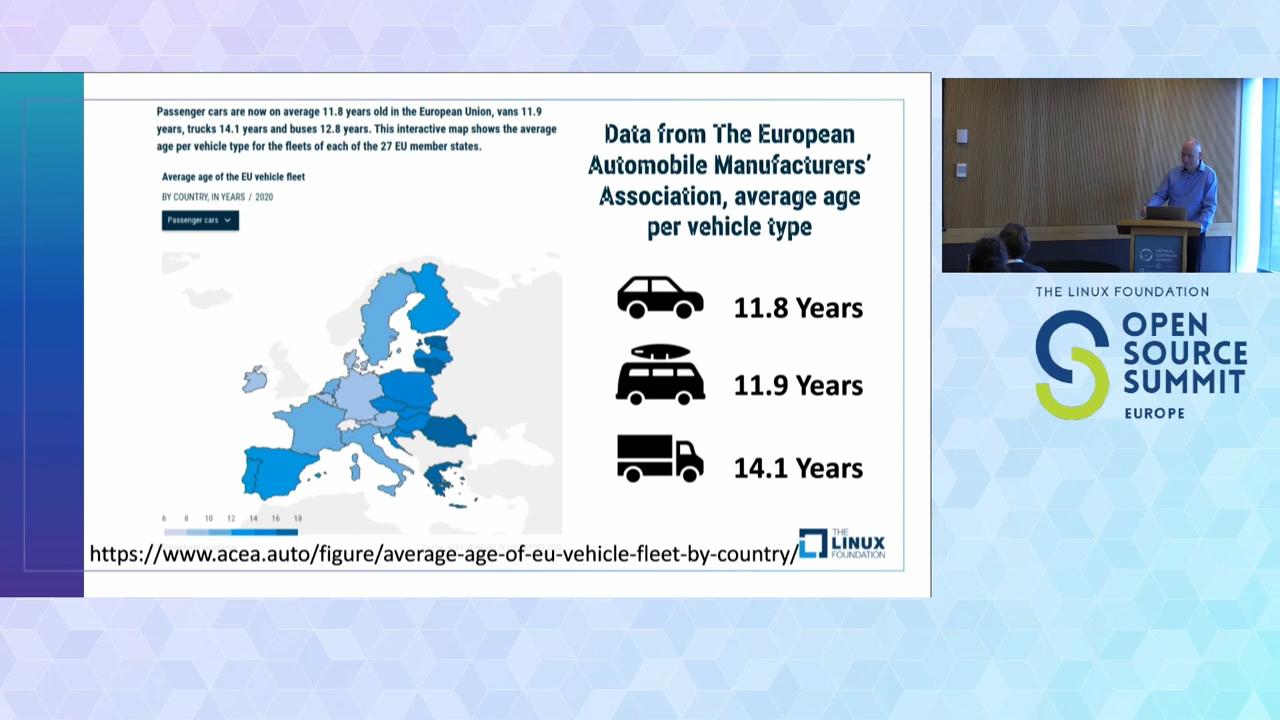 Passenger cars are now on average 11.8 years old in the European Union, vans 11.9
years, trucks 14.1 years and buses 12.8 years. This interactive map shows the average
age per vehicle type for the fleets of each of the 27 EU member states.
Average age of the EU vehicle fleet
BY COUNTRY, IN YEARS / 2020
Passenger cars
6 8 10 12 14 16 18
https://www.acea.auto/figure/average-age-of-eu-vehicle-fleet-by-country/
Data from The European
Automobile Manufacturers’
Association, average age
per vehicle type
11.8 Years
11.9 Years
14.1 Years
THE
LINUX
FOUNDATION
THE LINUX FOUNDATION
OPEN
SOURCE
SUMMIT
EUROPE